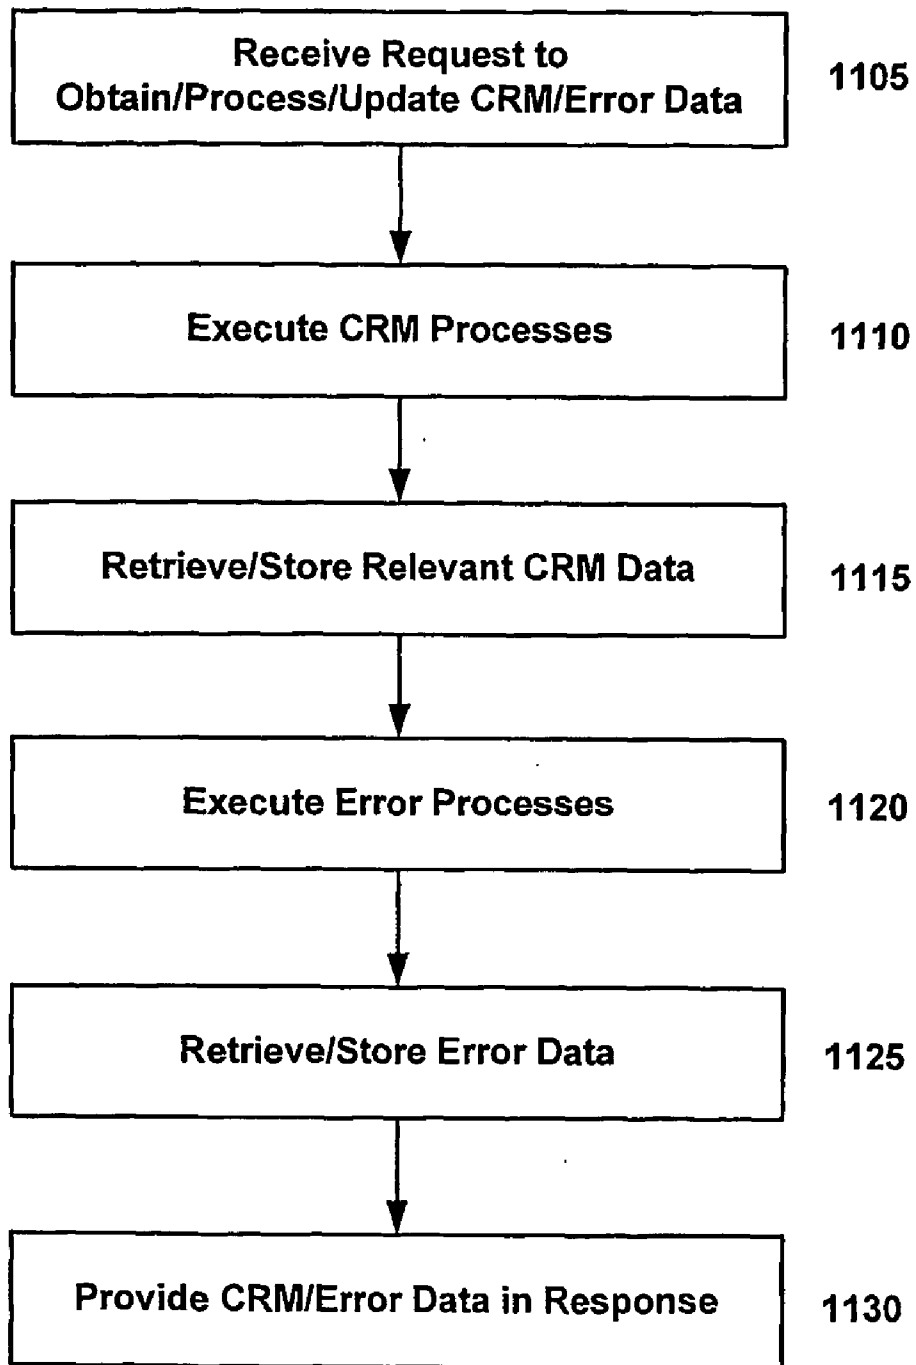 Receive Request to
Obtain/Process/Update CRM/Error Data
1105
Execute CRM Processes
1110
Retrieve/Store Relevant CRM Data
1115
Execute Error Processes
1120
Retrieve/Store Error Data
1125
Provide CRM/Error Data in Response
1130